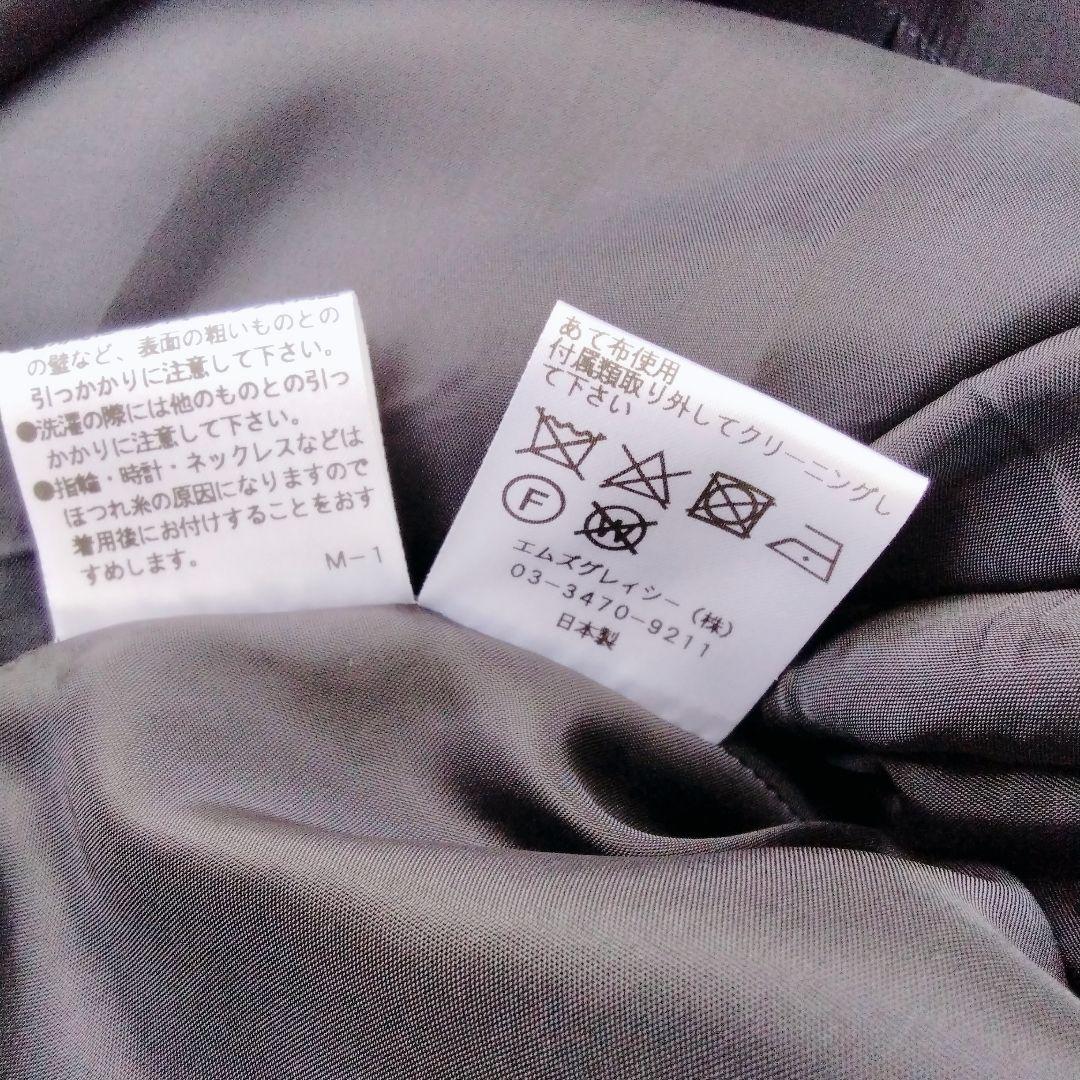 の壁など、表面の粗いものとの
引っかかりに注意して下さい。
●洗濯の際には他のものとの引っ
かかりに注意して下さい。
●指輪・時計・ネックレスなどは
ほつれ糸の原因になりますので
着用後にお付けすることをおす
すめします。
M-1
あて布使用
付属類取り外してクリーニングし
て下さい
F
W
エムズグレィシー(株)
03-3470-9211
日本製